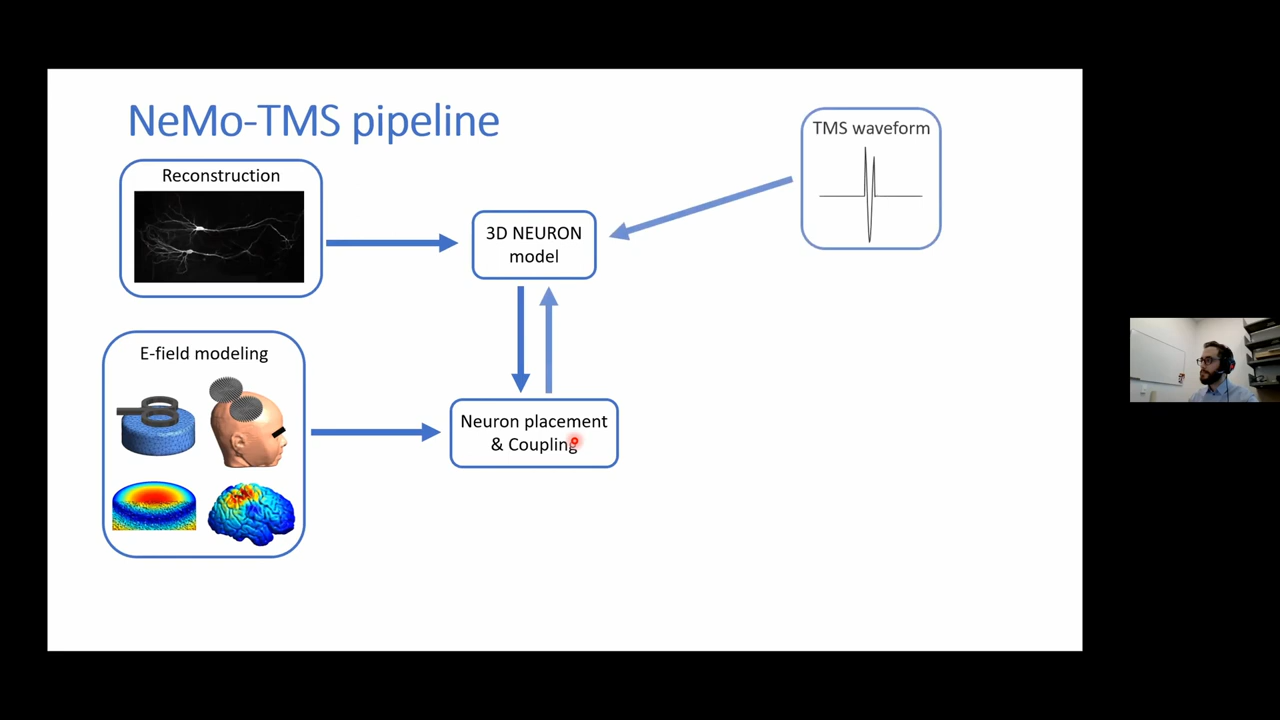 NeMo-TMS pipeline
TMS waveform
Reconstruction
3D NEURON
model
E-field modeling
Neuron placement
& Coupling